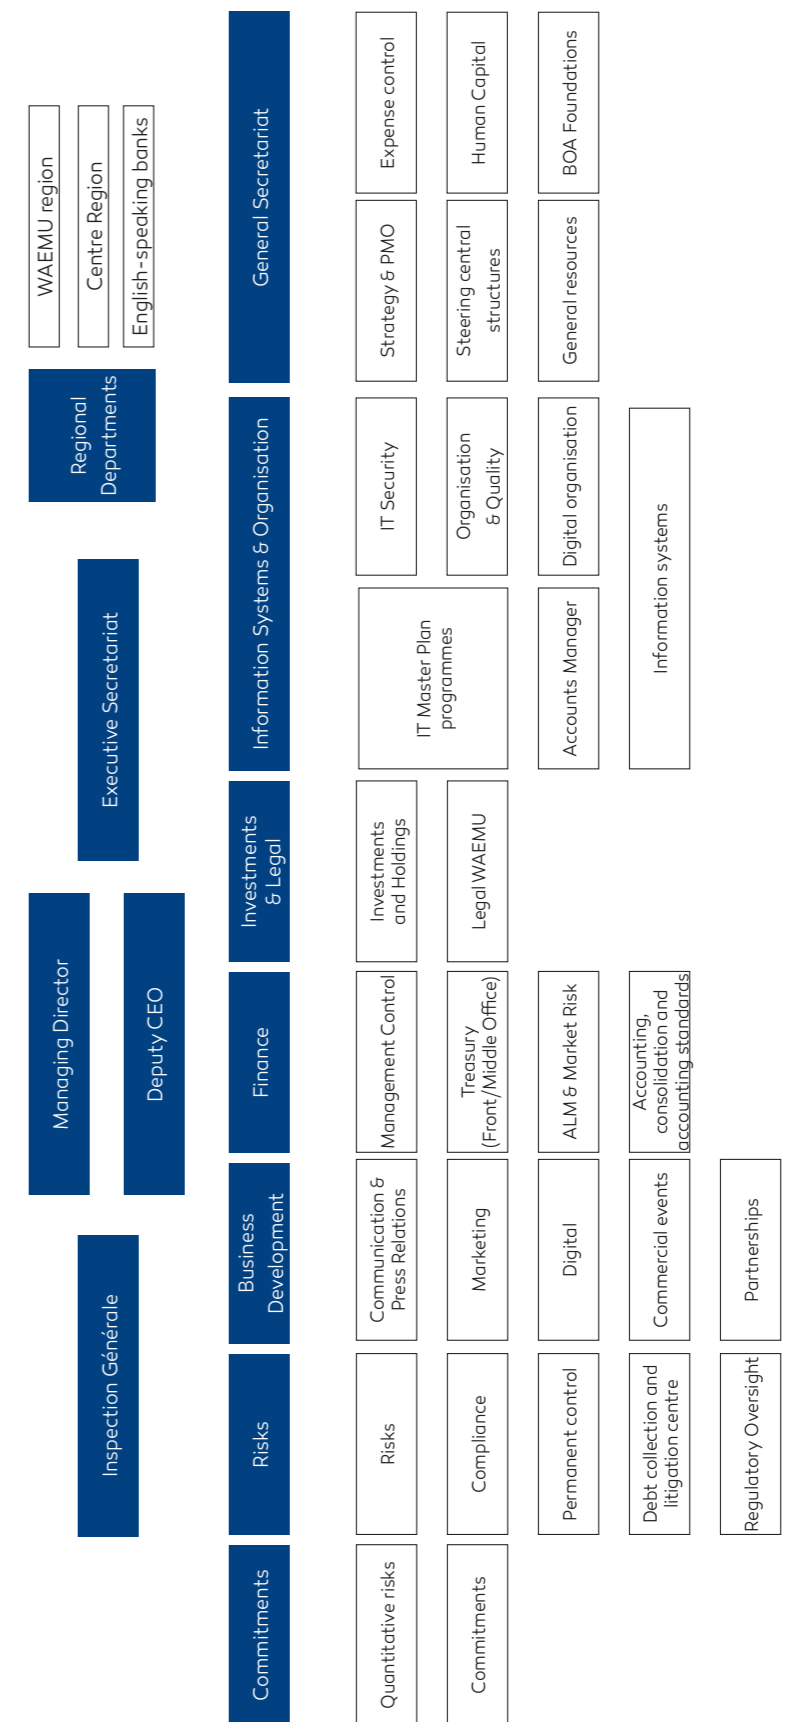 Managing Director
Regional
Departments
WAEMU region
Inspection Générale
Executive Secretariat
Centre Region
Deputy CEO
English-speaking banks
Commitments
Risks
Business
Development
Finance
Investments
& Legal
Information Systems & Organisation
General Secretariat
Quantitative risks
Risks
Communication &
Press Relations
Management Control
Investments
and Holdings
IT Master Plan
programmes
IT Security
Strategy & PMO
Expense control
Commitments
Compliance
Marketing
Treasury
(Front/Middle Office)
Legal WAEMU
Organisation
& Quality
Steering central
structures
Human Capital
Permanent control
Digital
ALM & Market Risk
Accounts Manager
Digital organisation
General resources
BOA Foundations
Debt collection and
litigation centre
Commercial events
Accounting,
consolidation and
accounting standards
Information systems
Regulatory Oversight
Partnerships